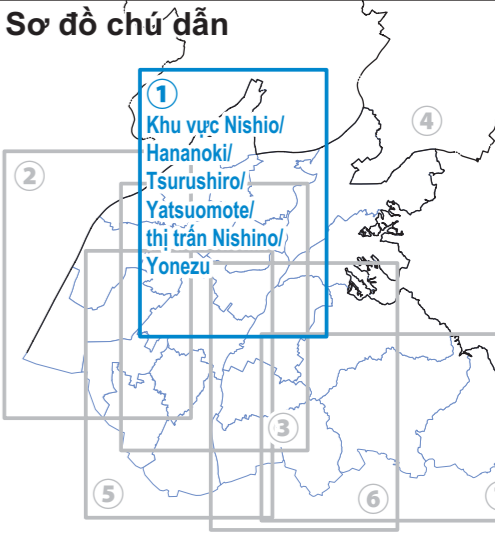 Sơ đồ chú dẫn
①
Khu vực Nishio/
Hananoki/
Tsurushiro/
Yatsuomote/
thị trấn Nishino/
Yonezu
④
②
③
⑤
⑥